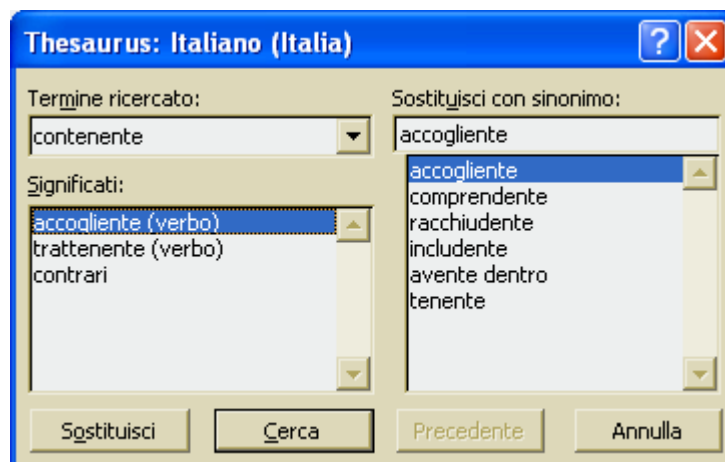 Thesaurus: Italiano (Italia)
Termine ricercato:
contenente
Significati:
accogliente (verbo)
trattenente (verbo)
contrari
Sostituisci con sinonimo:
accogliente
accogliente
comprendente
racchiudente
includente
avente dentro
tenente
Sostituisci
Cerca
Precedente
Annulla